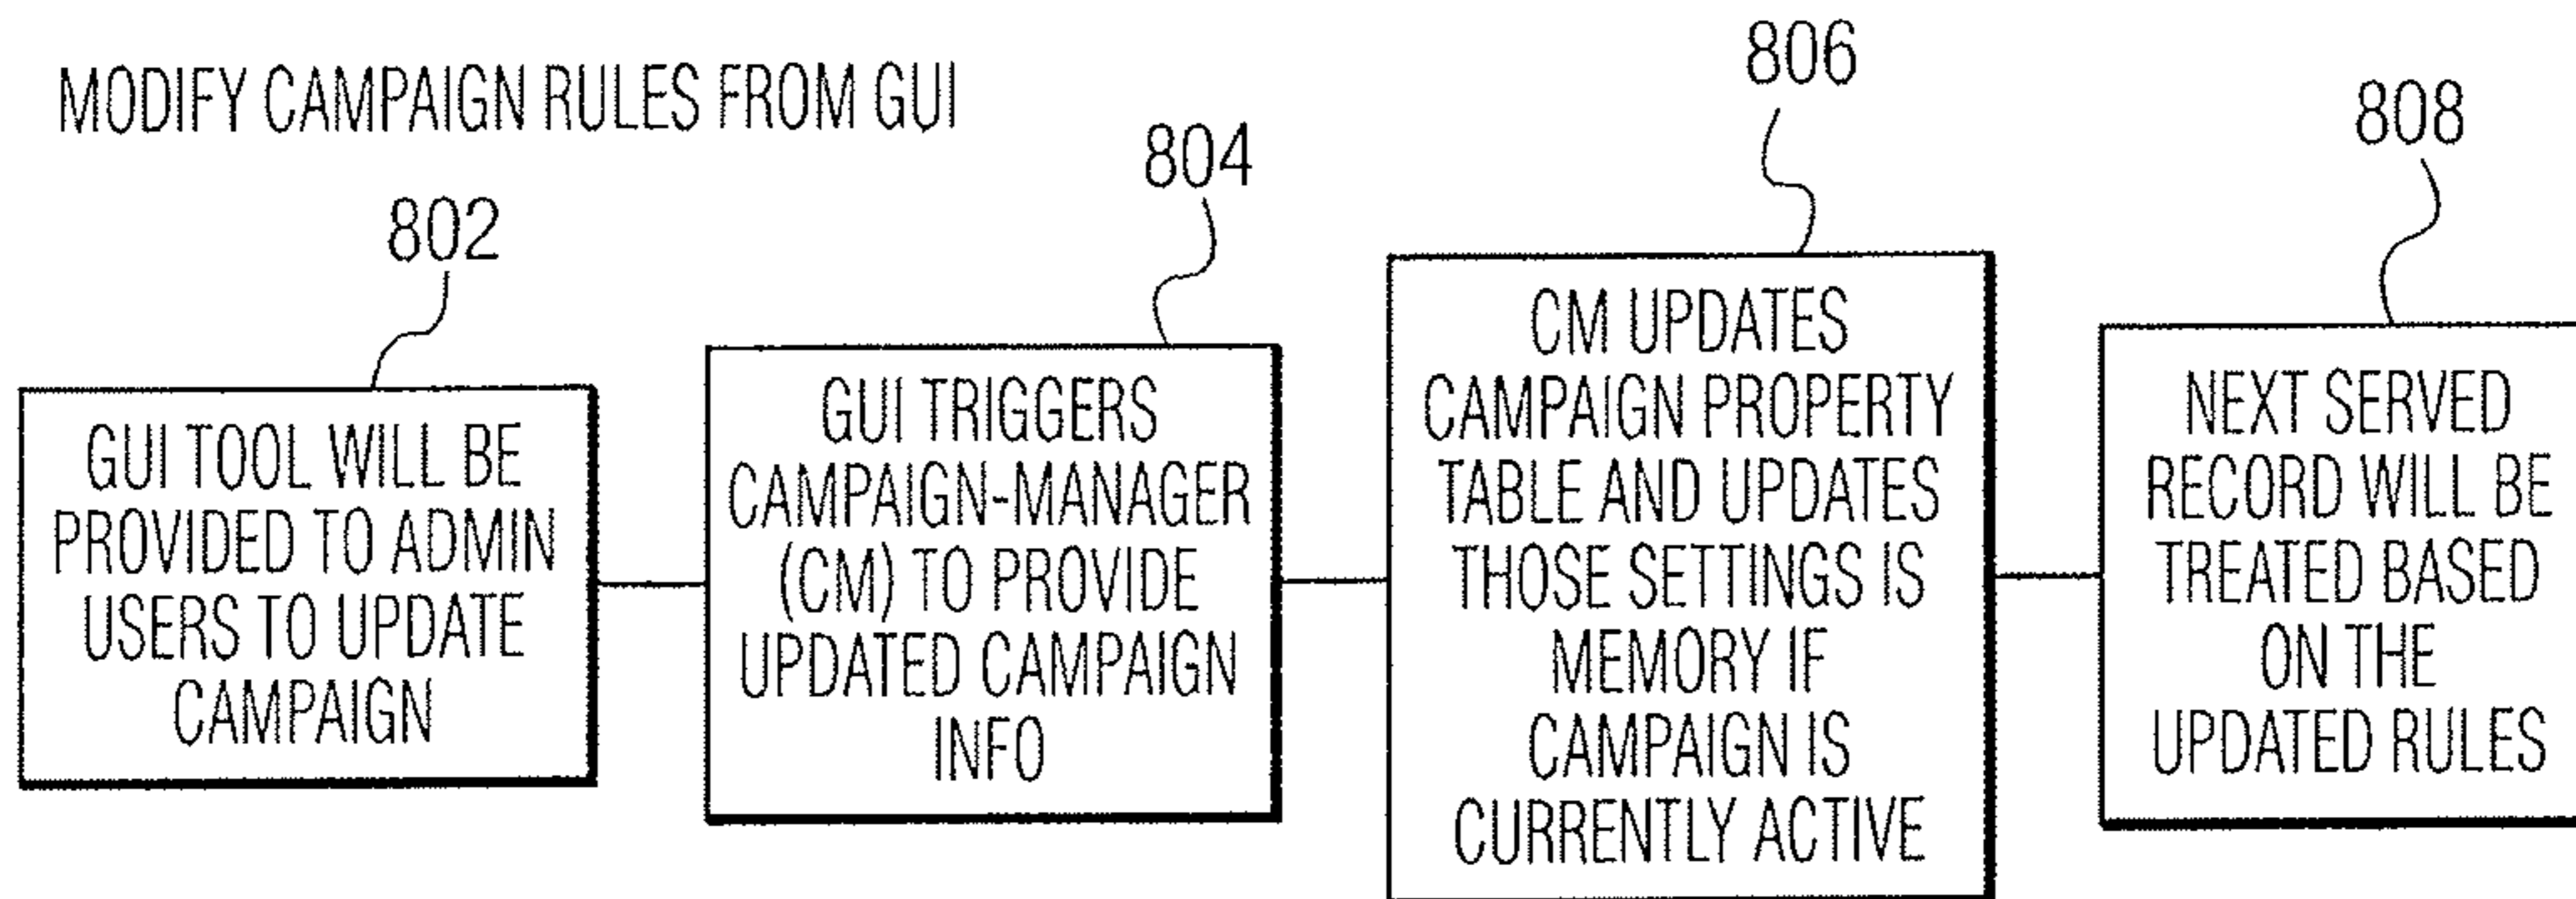 MODIFY CAMPAIGN RULES FROM GUI
802
GUI TOOL WILL BE
PROVIDED TO ADMIN
USERS TO UPDATE
CAMPAIGN
804
GUI TRIGGERS
CAMPAIGN-MANAGER
(CM) TO PROVIDE
UPDATED CAMPAIGN
INFO
806
CM UPDATES
CAMPAIGN PROPERTY
TABLE AND UPDATES
THOSE SETTINGS IS
MEMORY IF
CAMPAIGN IS
CURRENTLY ACTIVE
808
NEXT SERVED
RECORD WILL BE
TREATED BASED
ON THE
UPDATED RULES